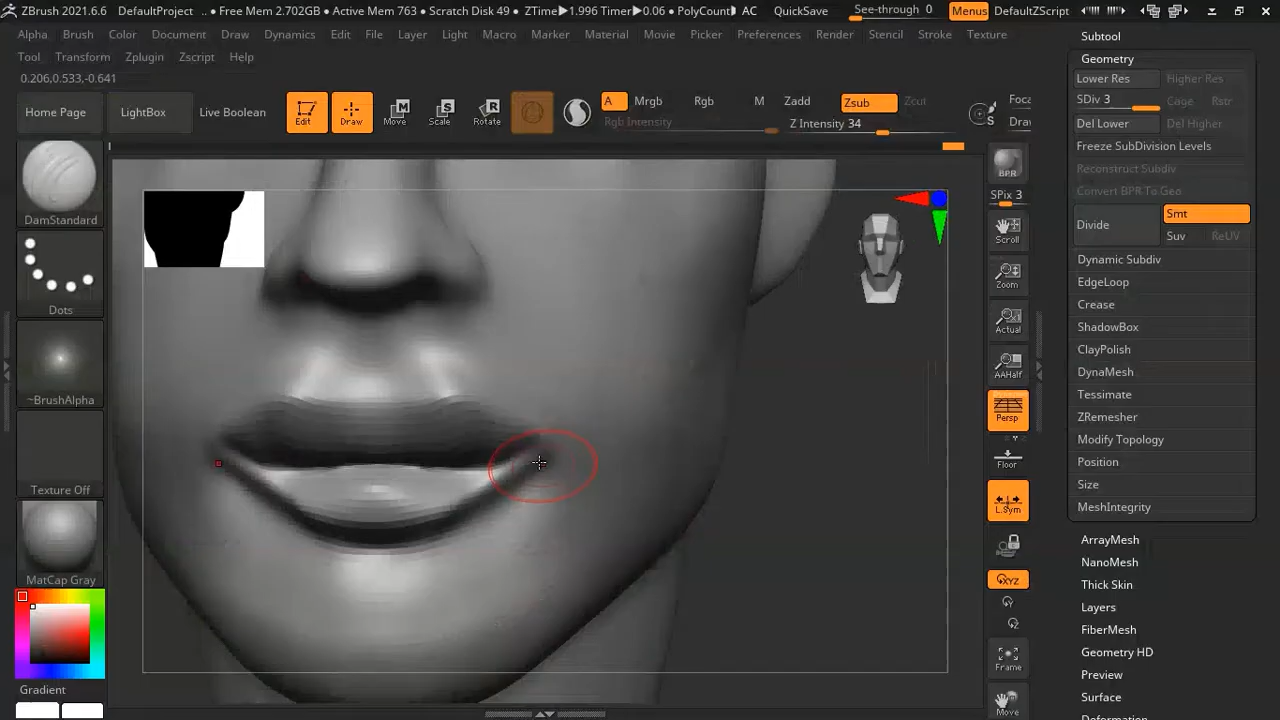 ZBrush 2021.6.6 DefaultProject .. • Free Mem 2.702GB • Active Mem 763 • Scratch Disk 49 • ZTime▶1.996 Timer▶0.06 • PolyCount▶ AC QuickSave See-through 0 Menus DefaultZScript
Alpha Brush Color Document Draw Dynamics Edit File Layer Light Macro Marker Material Movie Picker Preferences Render Stencil Stroke Texture
Tool Transform Zplugin Zscript Help
0.206,0.533,-0.641
Home Page LightBox Live Boolean Edit Draw Move Scale Rotate A Mrgb Rgb M Zadd Zsub Zcut Foca
Rgb Intensity Z Intensity 34 Drav
DamStandard
Dots
~BrushAlpha
Texture Off
MatCap Gray
Gradient
BPR
SPix 3
Scroll
Zoom
Actual
AAHalf
Persp
Floor
L.Sym
XYZ
Y
Z
Frame
Move
Subtool
Geometry
Lower Res Higher Res
SDiv 3 Cage Rstr
Del Lower Del Higher
Freeze SubDivision Levels
Reconstruct Subdiv
Convert BPR To Geo
Divide Smt
Suv ReUV
Dynamic Subdiv
EdgeLoop
Crease
ShadowBox
ClayPolish
DynaMesh
Tessimate
ZRemesher
Modify Topology
Position
Size
MeshIntegrity
ArrayMesh
NanoMesh
Thick Skin
Layers
FiberMesh
Geometry HD
Preview
Surface
Deformation